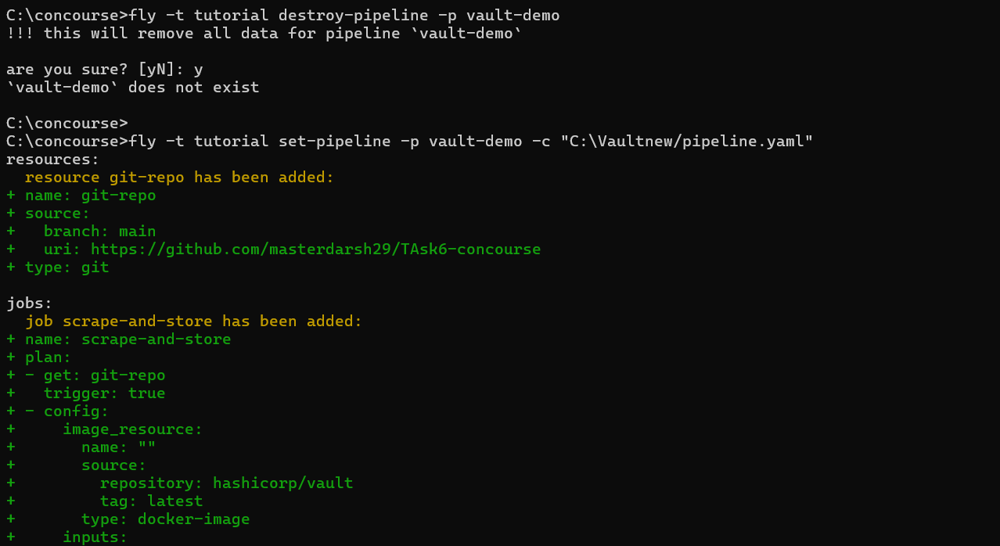 C:\concourse>fly -t tutorial destroy-pipeline -p vault-demo
!!! this will remove all data for pipeline `vault-demo`
are you sure? [yN]: y
`vault-demo` does not exist
C:\concourse>
C:\concourse>fly -t tutorial set-pipeline -p vault-demo -c "C:\Vaultnew/pipeline.yaml"
resources:
  resource git-repo has been added:
+ name: git-repo
+ source:
+   branch: main
+   uri: https://github.com/masterdarsh29/TAsk6-concourse
+ type: git
jobs:
  job scrape-and-store has been added:
+ name: scrape-and-store
+ plan:
+ - get: git-repo
+   trigger: true
+ - config:
+     image_resource:
+       name: ""
+       source:
+         repository: hashicorp/vault
+         tag: latest
+       type: docker-image
+     inputs: